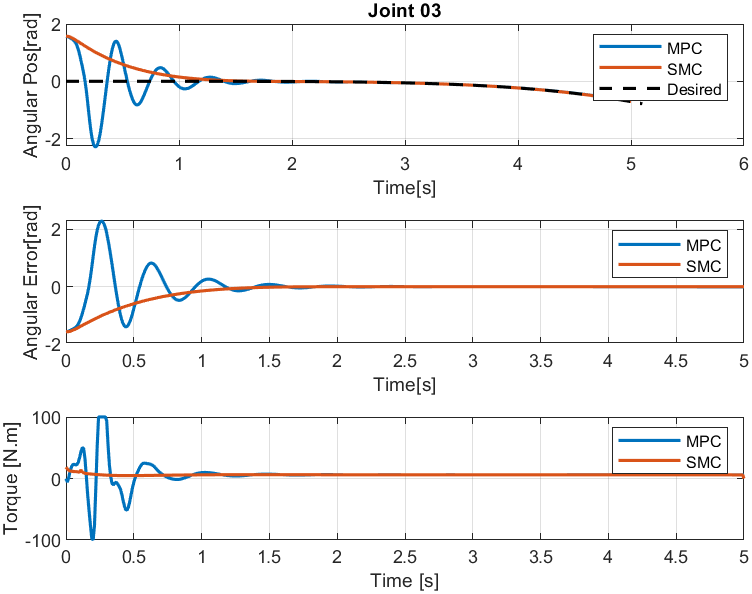 Joint 03
Angular Pos[rad]
2
0
-2
MPC
SMC
Desired
0 1 2 3 4 5 6
Time[s]
Angular Error[rad]
2
0
-2
MPC
SMC
0 0.5 1 1.5 2 2.5 3 3.5 4 4.5 5
Time[s]
Torque [N.m]
100
0
-100
MPC
SMC
0 0.5 1 1.5 2 2.5 3 3.5 4 4.5 5
Time [s]